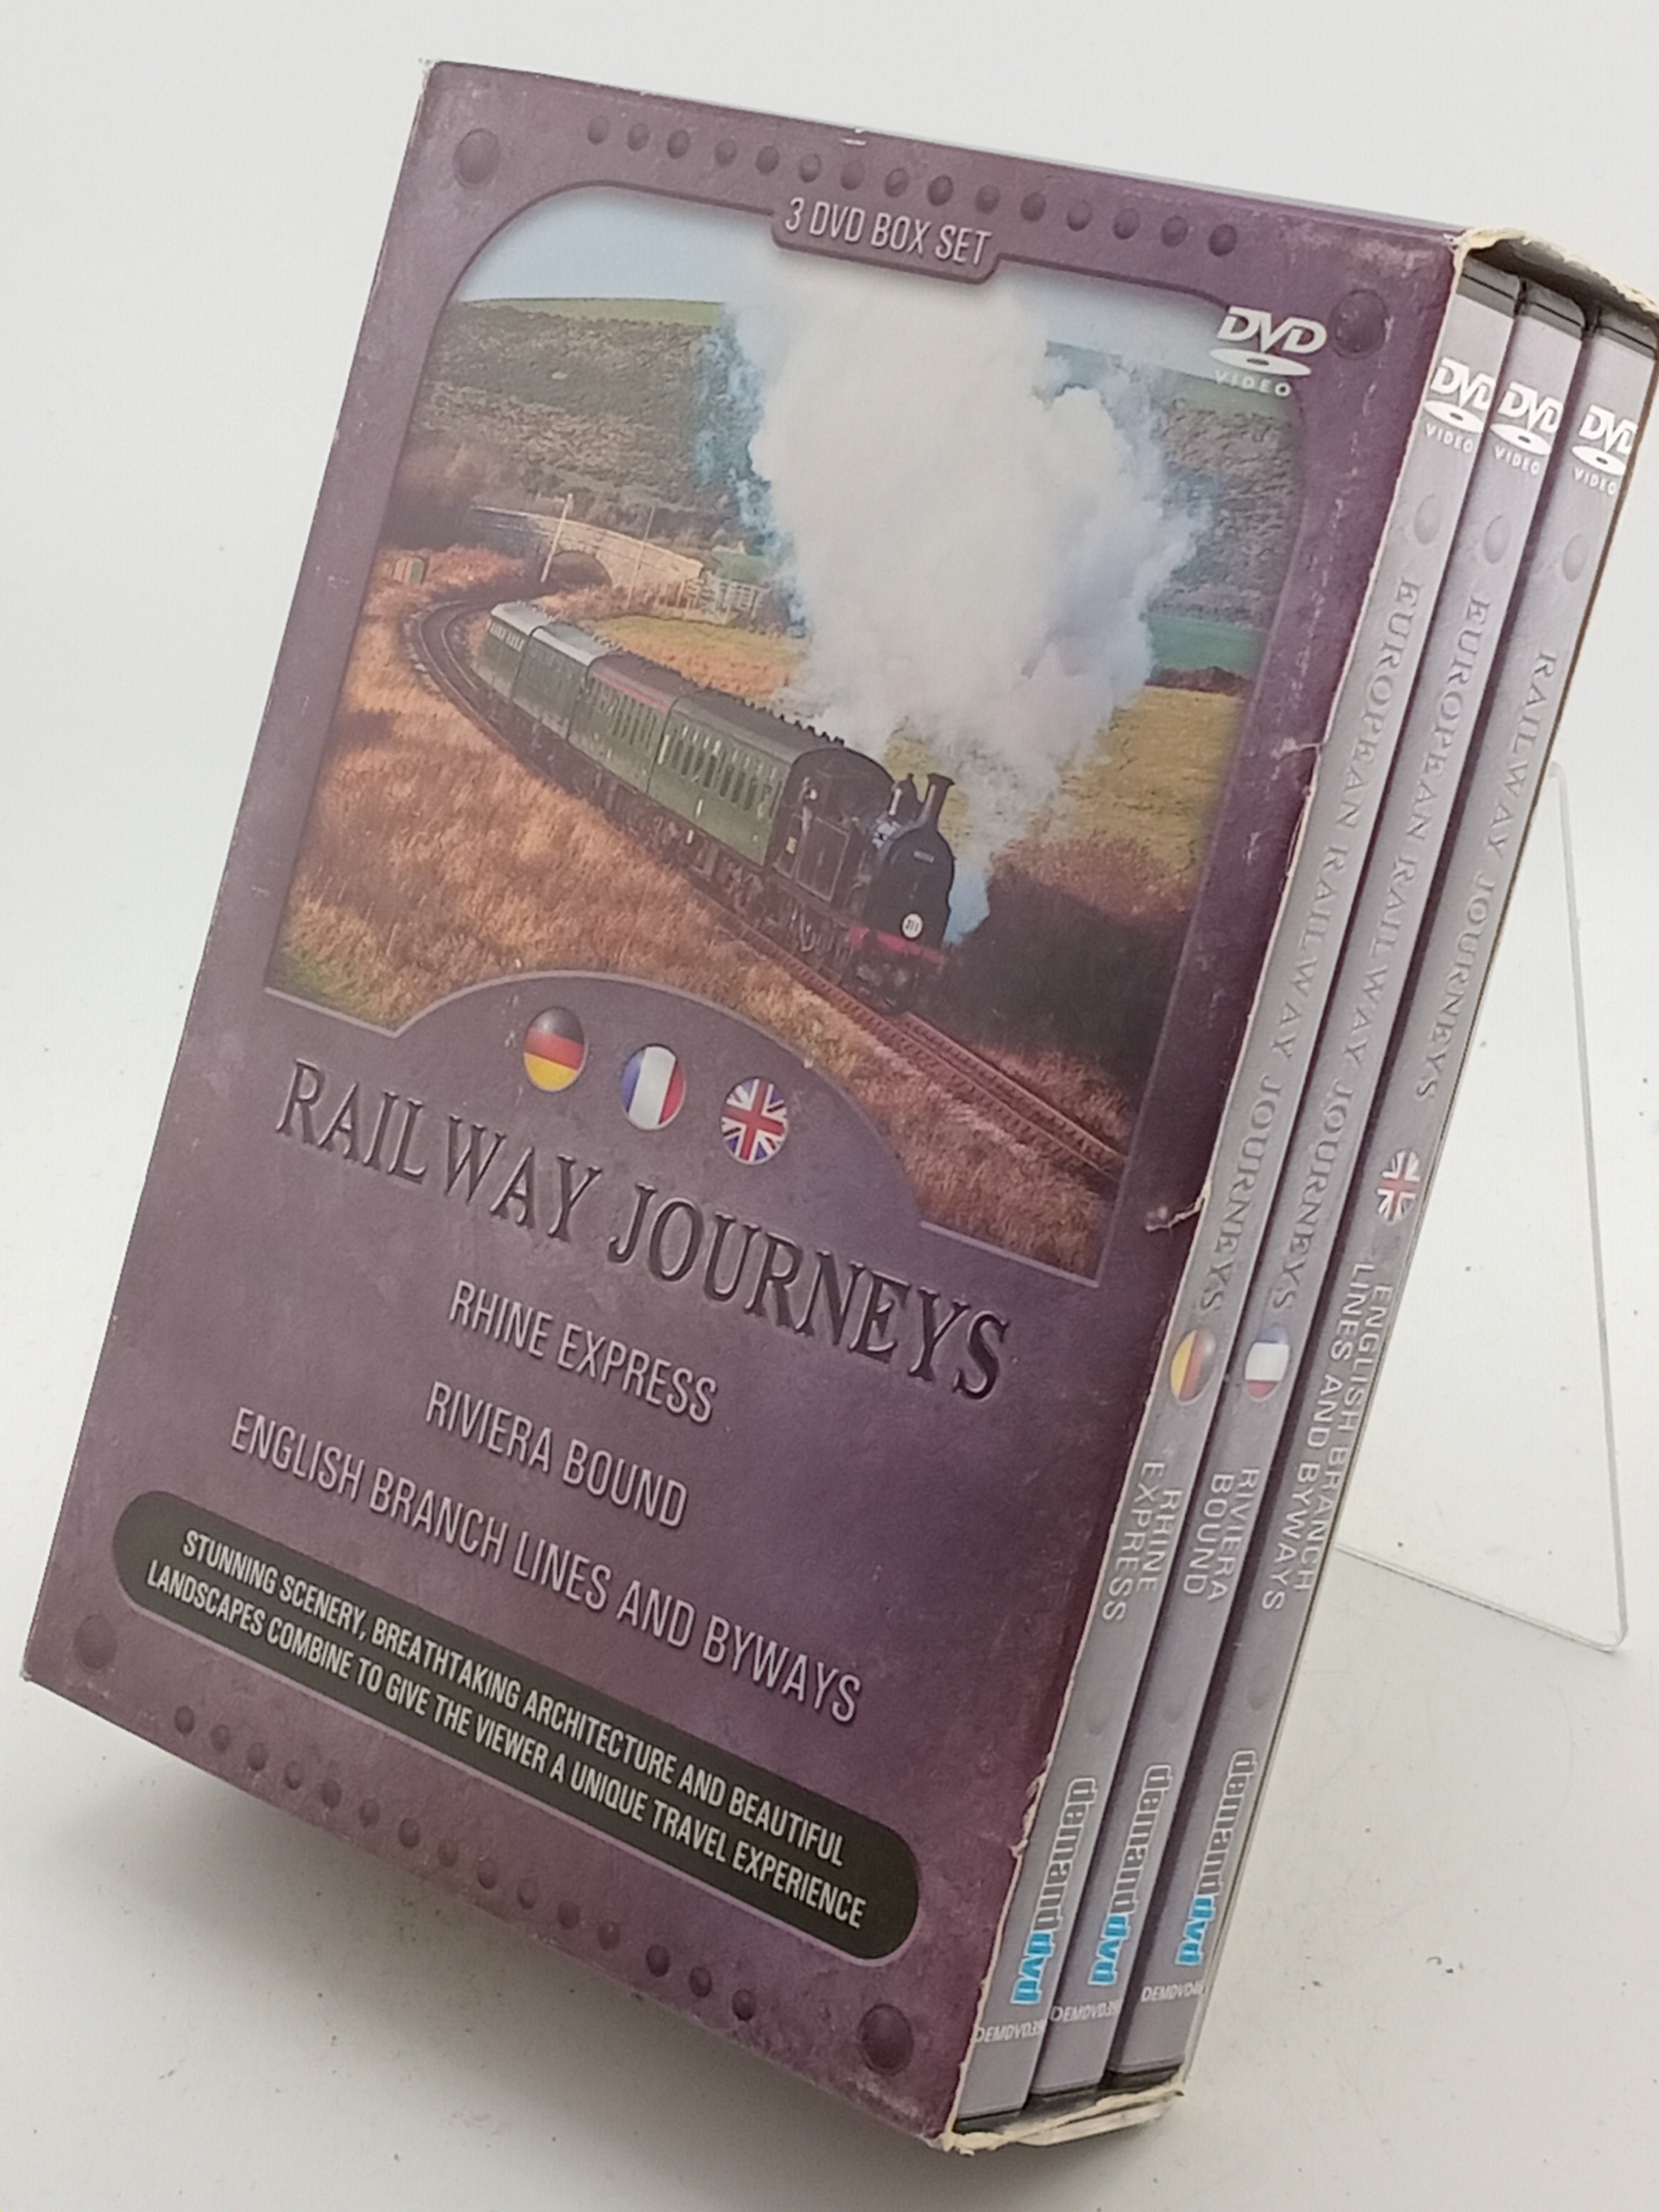 3 DVD BOX SET
DVD
VIDEO
RAILWAY JOURNEYS
RHINE EXPRESS
RIVIERA BOUND
ENGLISH BRANCH LINES AND BYWAYS
STUNNING SCENERY, BREATHTAKING ARCHITECTURE AND BEAUTIFUL
LANDSCAPES COMBINE TO GIVE THE VIEWER A UNIQUE TRAVEL EXPERIENCE
DVD
VIDEO
EUROPEAN RAILWAY JOURNEYS
RHINE
EXPRESS
demanddvd
DVD
VIDEO
EUROPEAN RAILWAY JOURNEYS
RIVIERA
BOUND
demanddvd
DVD
VIDEO
RAILWAY JOURNEYS
ENGLISH BRANCH
LINES AND BYWAYS
demanddvd